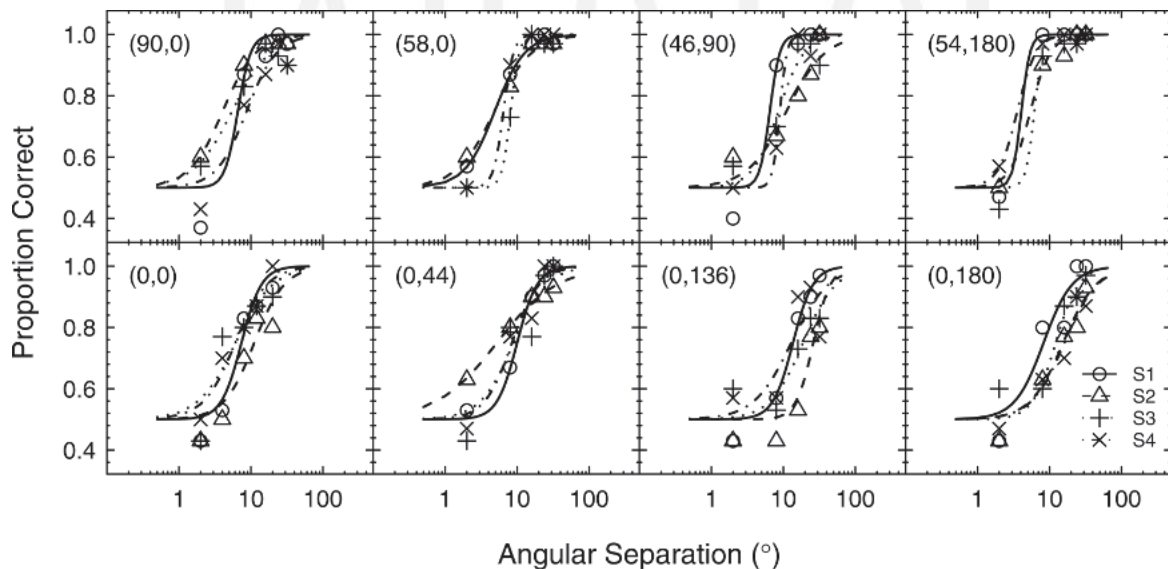 (90,0) (58,0) (46,90) (54,180)
1.0
0.8
0.6
0.4
(0,0) (0,44) (0,136) (0,180)
1.0
0.8
0.6
0.4
S1
S2
S3
S4
1 10 100 1 10 100 1 10 100 1 10 100
Proportion Correct
Angular Separation (°)